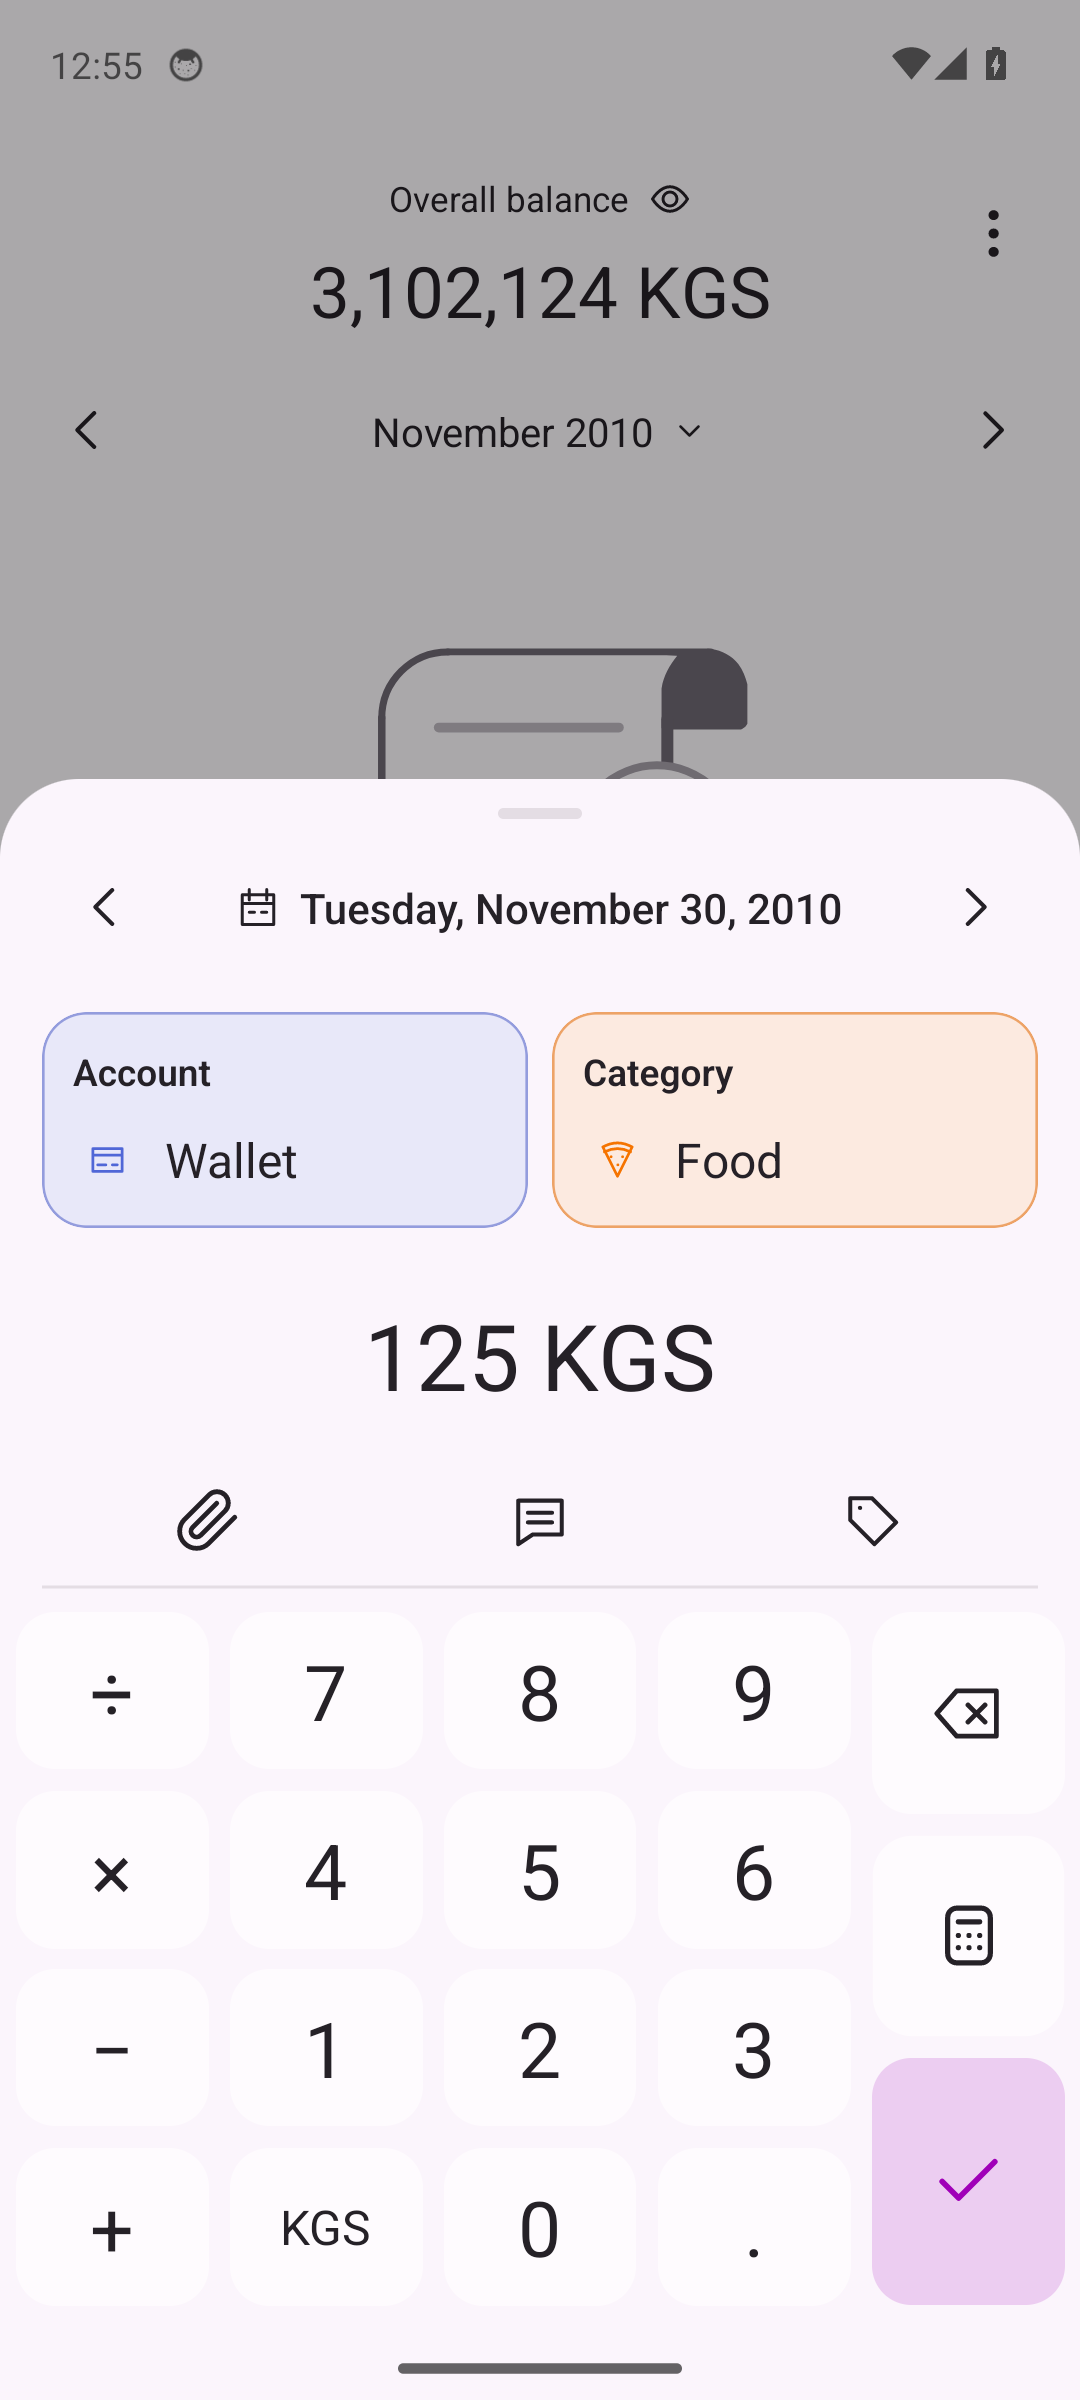 12:55
Overall balance
3,102,124 KGS
November 2010
Tuesday, November 30, 2010
Account
Wallet
Category
Food
125 KGS
÷ 7 8 9
× 4 5 6
− 1 2 3
+ KGS 0 .